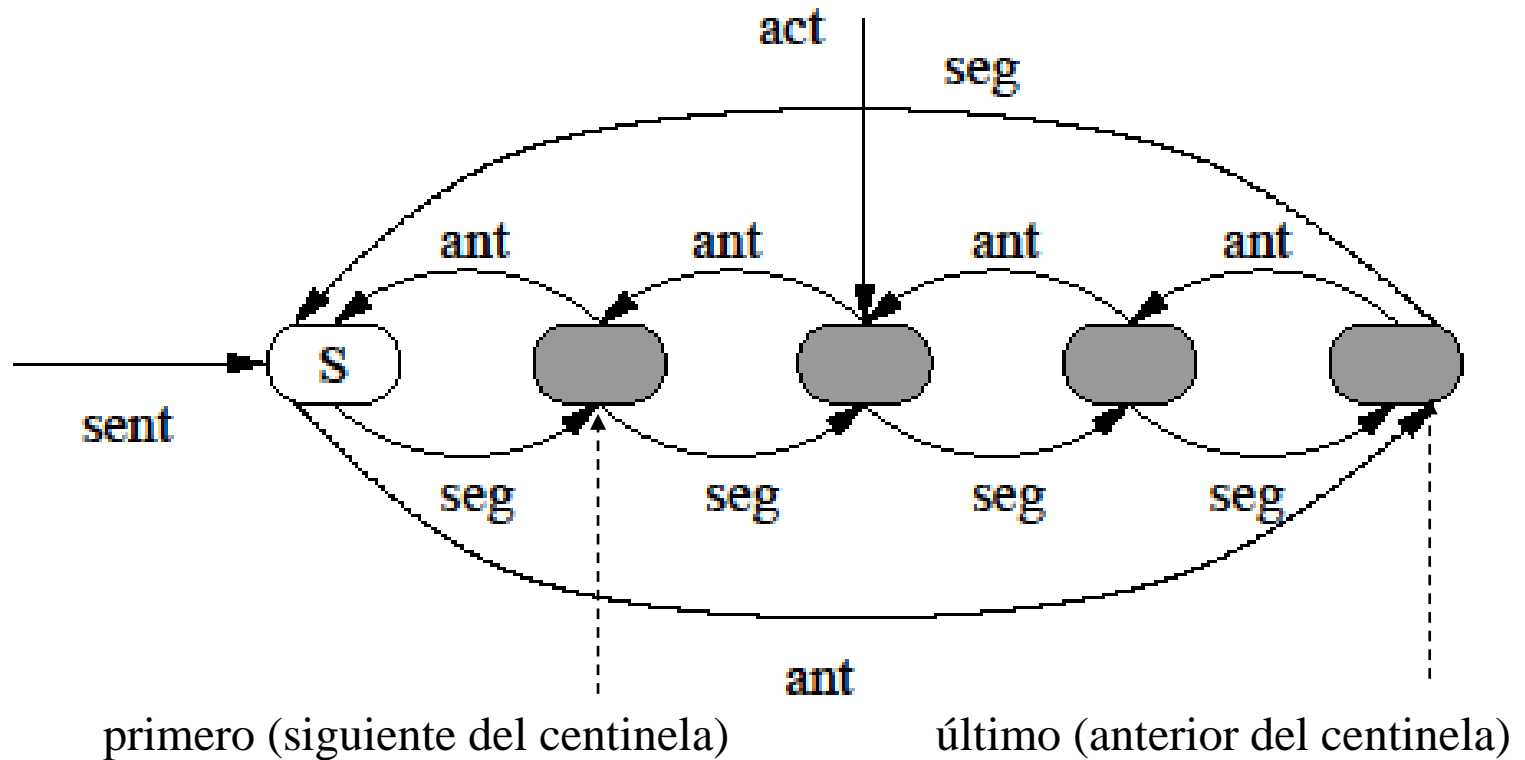 act
seg
ant ant ant ant
S
sent
seg seg seg seg
ant
primero (siguiente del centinela) último (anterior del centinela)